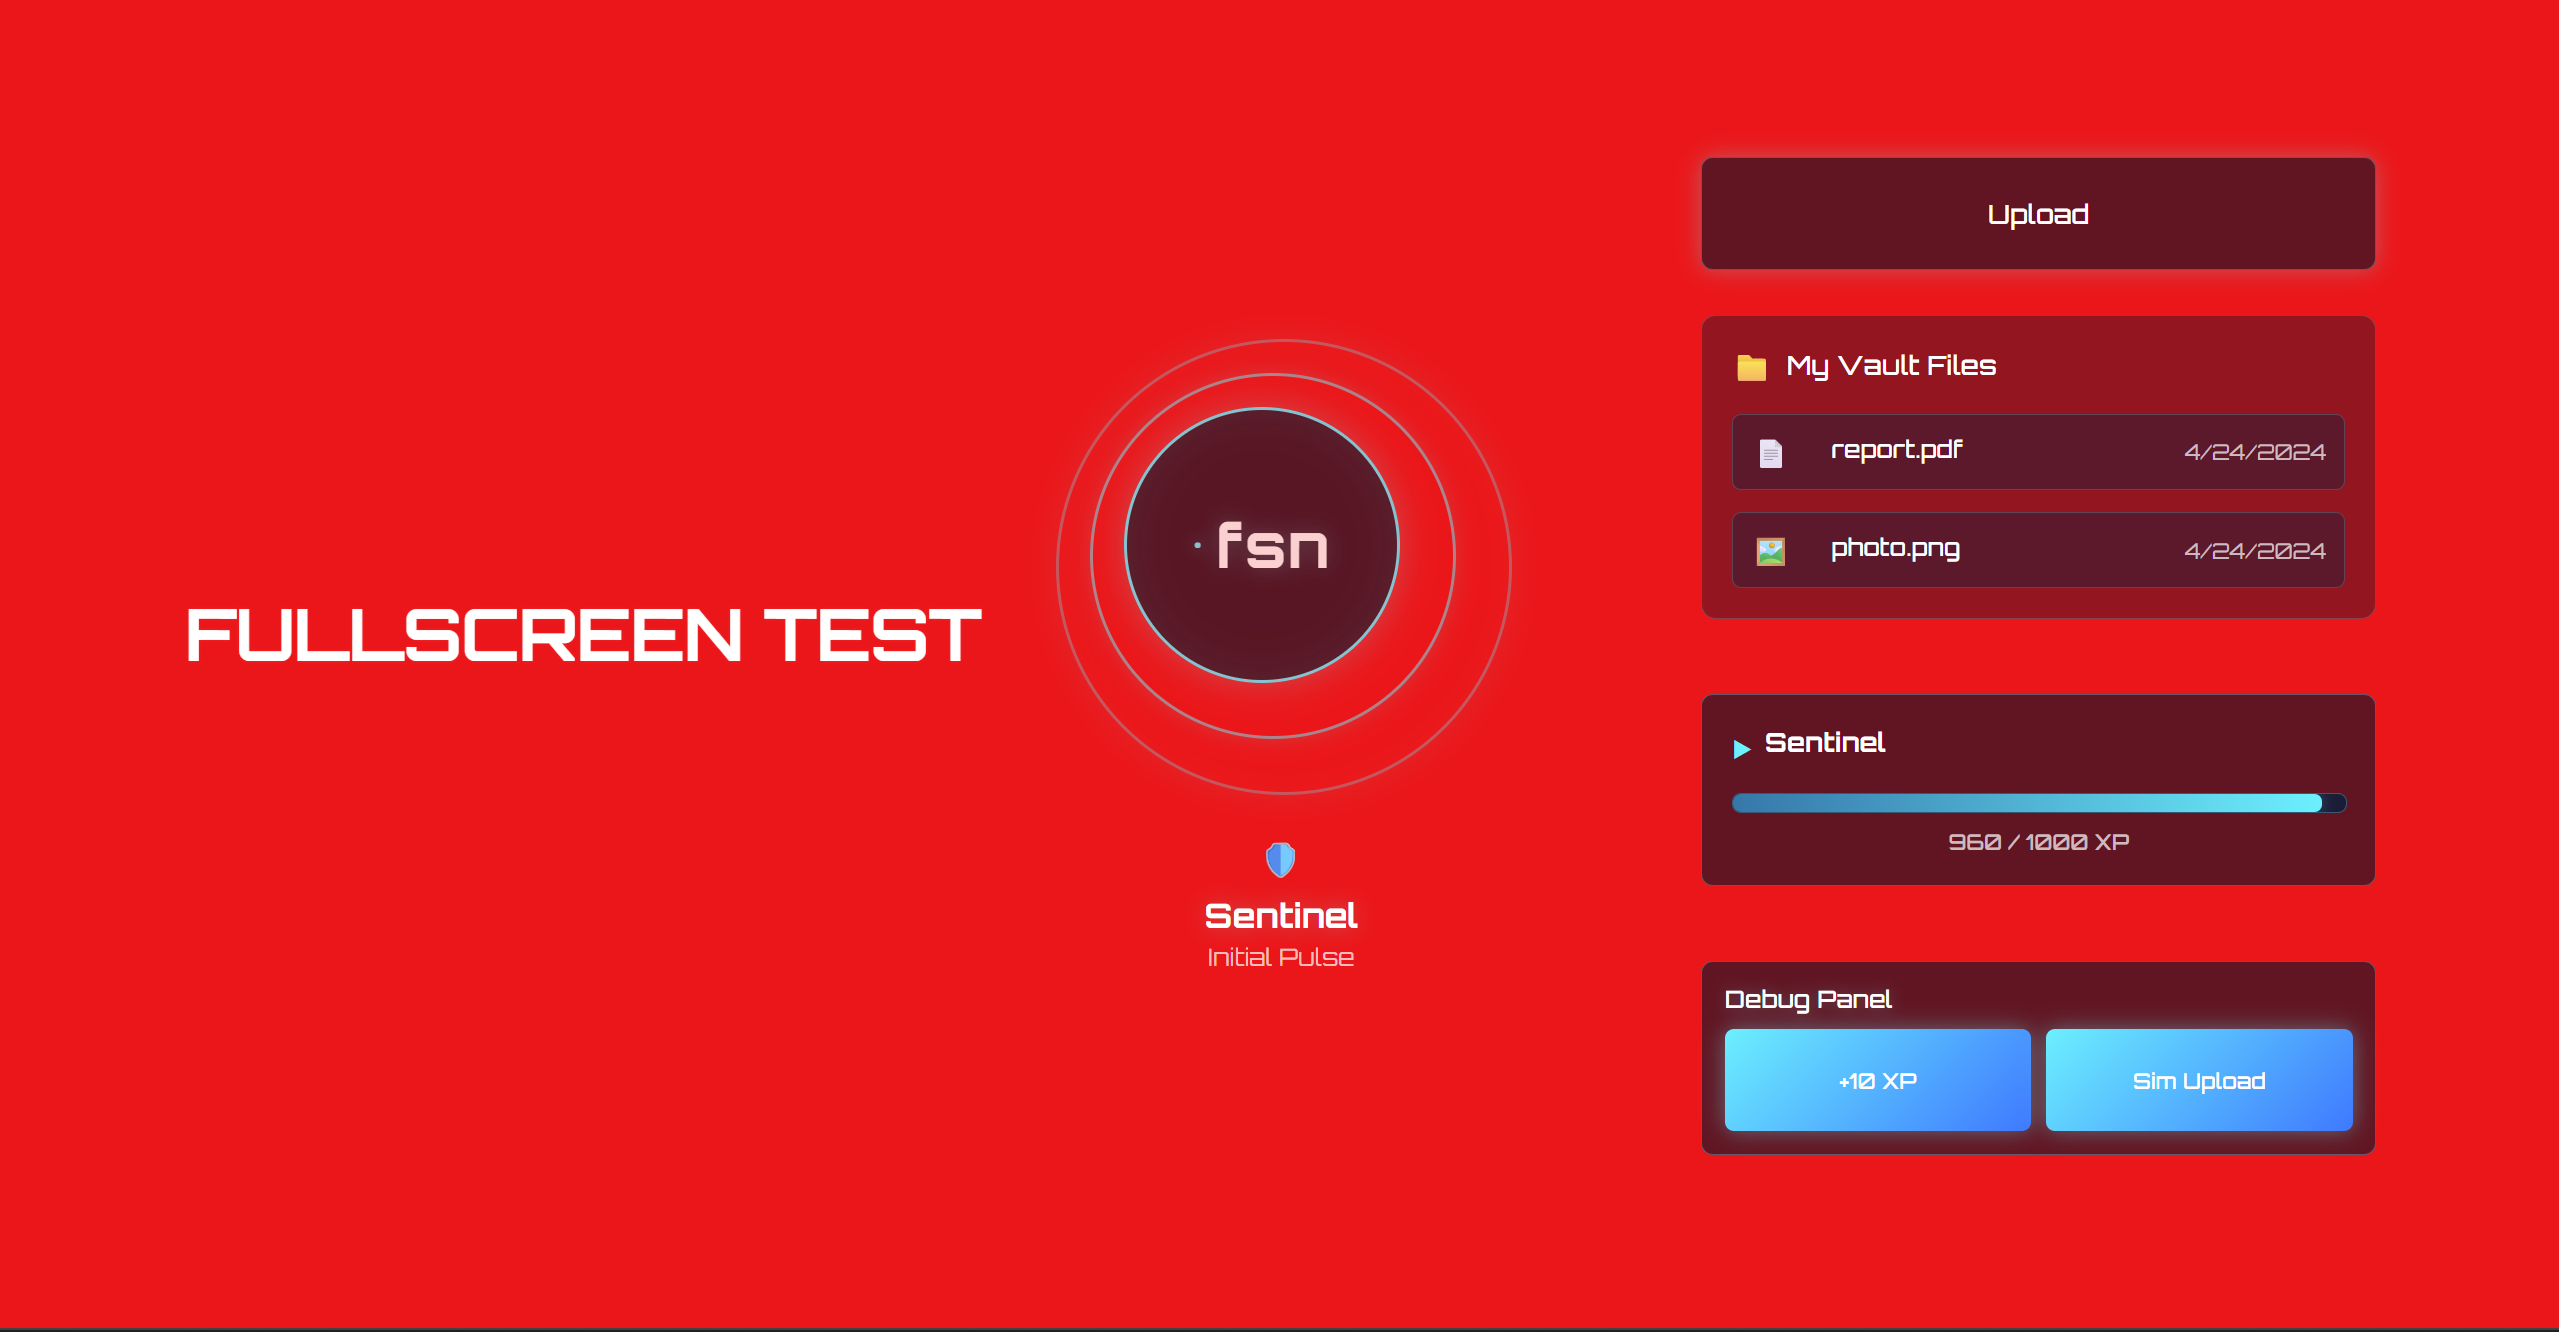 FULLSCREEN TEST
fsn
Sentinel
Initial Pulse
Upload
My Vault Files
report.pdf 4/24/2024
photo.png 4/24/2024
Sentinel
960 / 1000 XP
Debug Panel
+10 XP Sim Upload